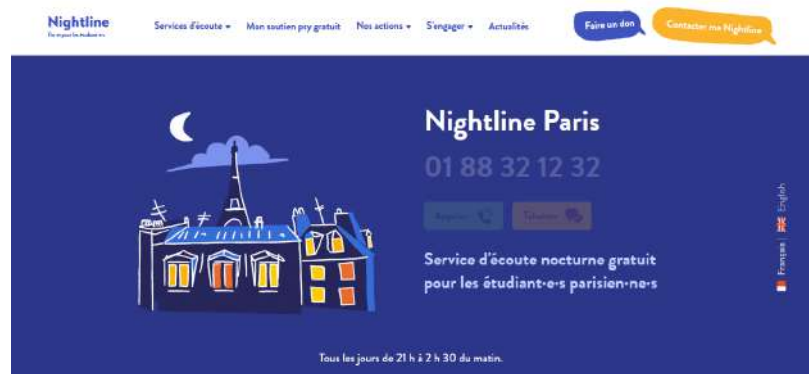 Nightline
Services d'écoute
Mon soutien psy gratuit
Nos actions
S'engager
Actualités
Faire un don
Contacter ma Nightline
Nightline Paris
01 88 32 12 32
Service d'écoute nocturne gratuit
pour les étudiant·e·s parisien·ne·s
Français
English
Tous les jours de 21 h à 2 h 30 du matin.